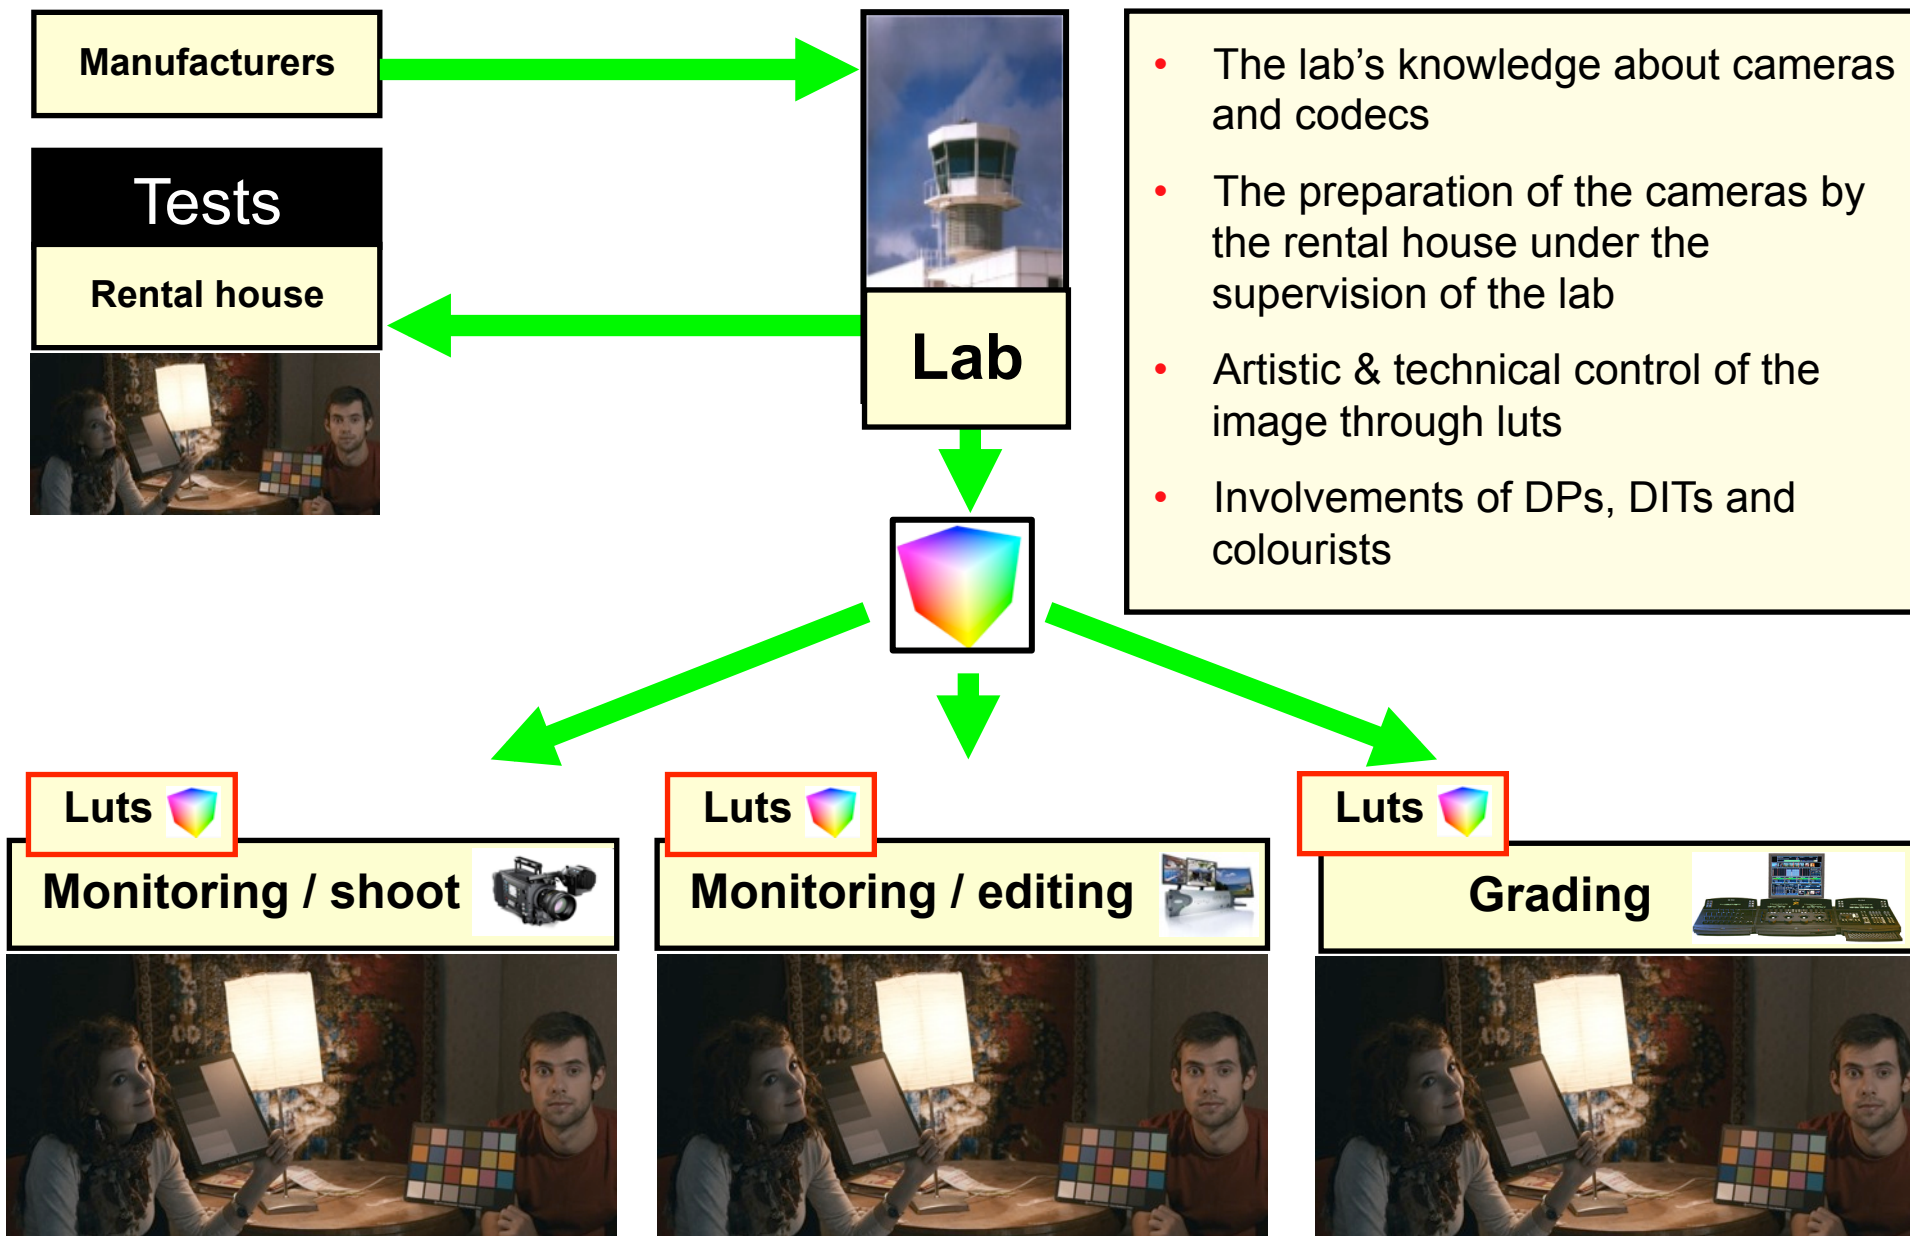 Manufacturers
Tests
Rental house
Lab
• The lab’s knowledge about cameras
and codecs
• The preparation of the cameras by
the rental house under the
supervision of the lab
• Artistic & technical control of the
image through luts
• Involvements of DPs, DITs and
colourists
Luts
Monitoring / shoot
Luts
Monitoring / editing
Luts
Grading